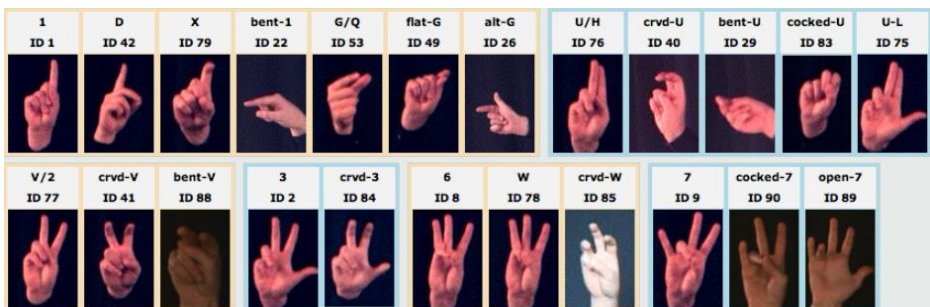 1 D X bent-1 G/Q flat-G alt-G U/H crvd-U bent-U cocked-U U-L
ID 1 ID 42 ID 79 ID 22 ID 53 ID 49 ID 26 ID 76 ID 40 ID 29 ID 83 ID 75
V/2 crvd-V bent-V 3 crvd-3 6 W crvd-W 7 cocked-7 open-7
ID 77 ID 41 ID 88 ID 2 ID 84 ID 8 ID 78 ID 85 ID 9 ID 90 ID 89